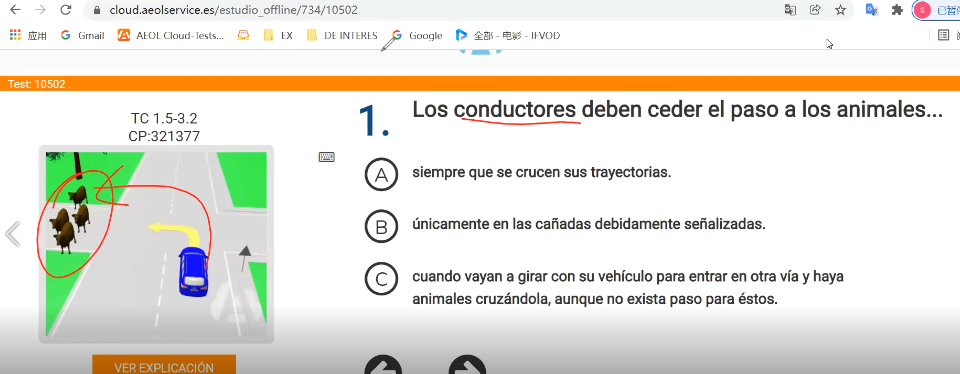 cloud.aeolservice.es/estudio_offline/734/10502
已暂
应用
Gmail
AEOL Cloud- Tests...
EX
DE INTERES
Google
全部 - 电影 - IFVOD
Test: 10502 .
TC 1.5-3.2
CP:321377
1.
Los conductores deben ceder el paso a los animales...
A
siempre que se crucen sus trayectorias.
B
únicamente en las cañadas debidamente señalizadas.
C
cuando vayan a girar con su vehículo para entrar en otra vía y haya
animales cruzándola, aunque no exista paso para éstos.
VER EXPLICACIÓN